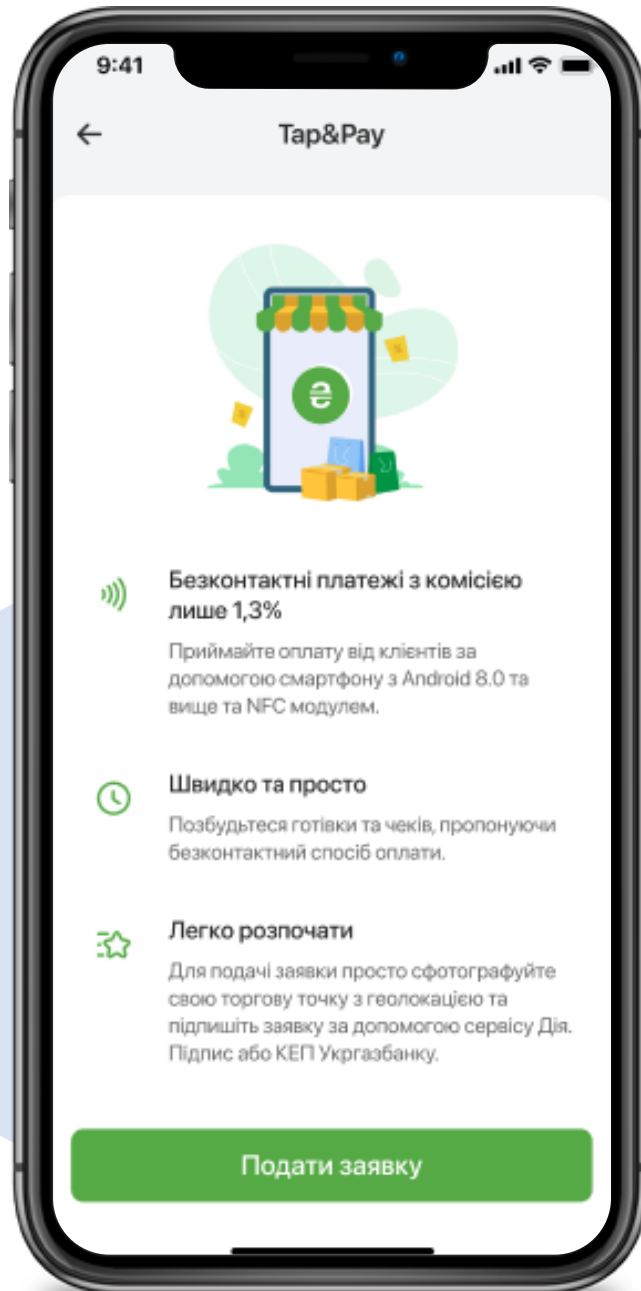 9:41
Tap&Pay
₴
Безконтактні платежі з комісією
лише 1,3%
Приймайте оплату від клієнтів за
допомогою смартфону з Android 8.0 та
вище та NFC модулем.
Швидко та просто
Позбудьтеся готівки та чеків, пропонуючи
безконтактний спосіб оплати.
Легко розпочати
Для подачі заявки просто сфотографуйте
свою торгову точку з геолокацією та
підпишіть заявку за допомогою сервісу Дія.
Підпис або КЕП Укргазбанку.
Подати заявку